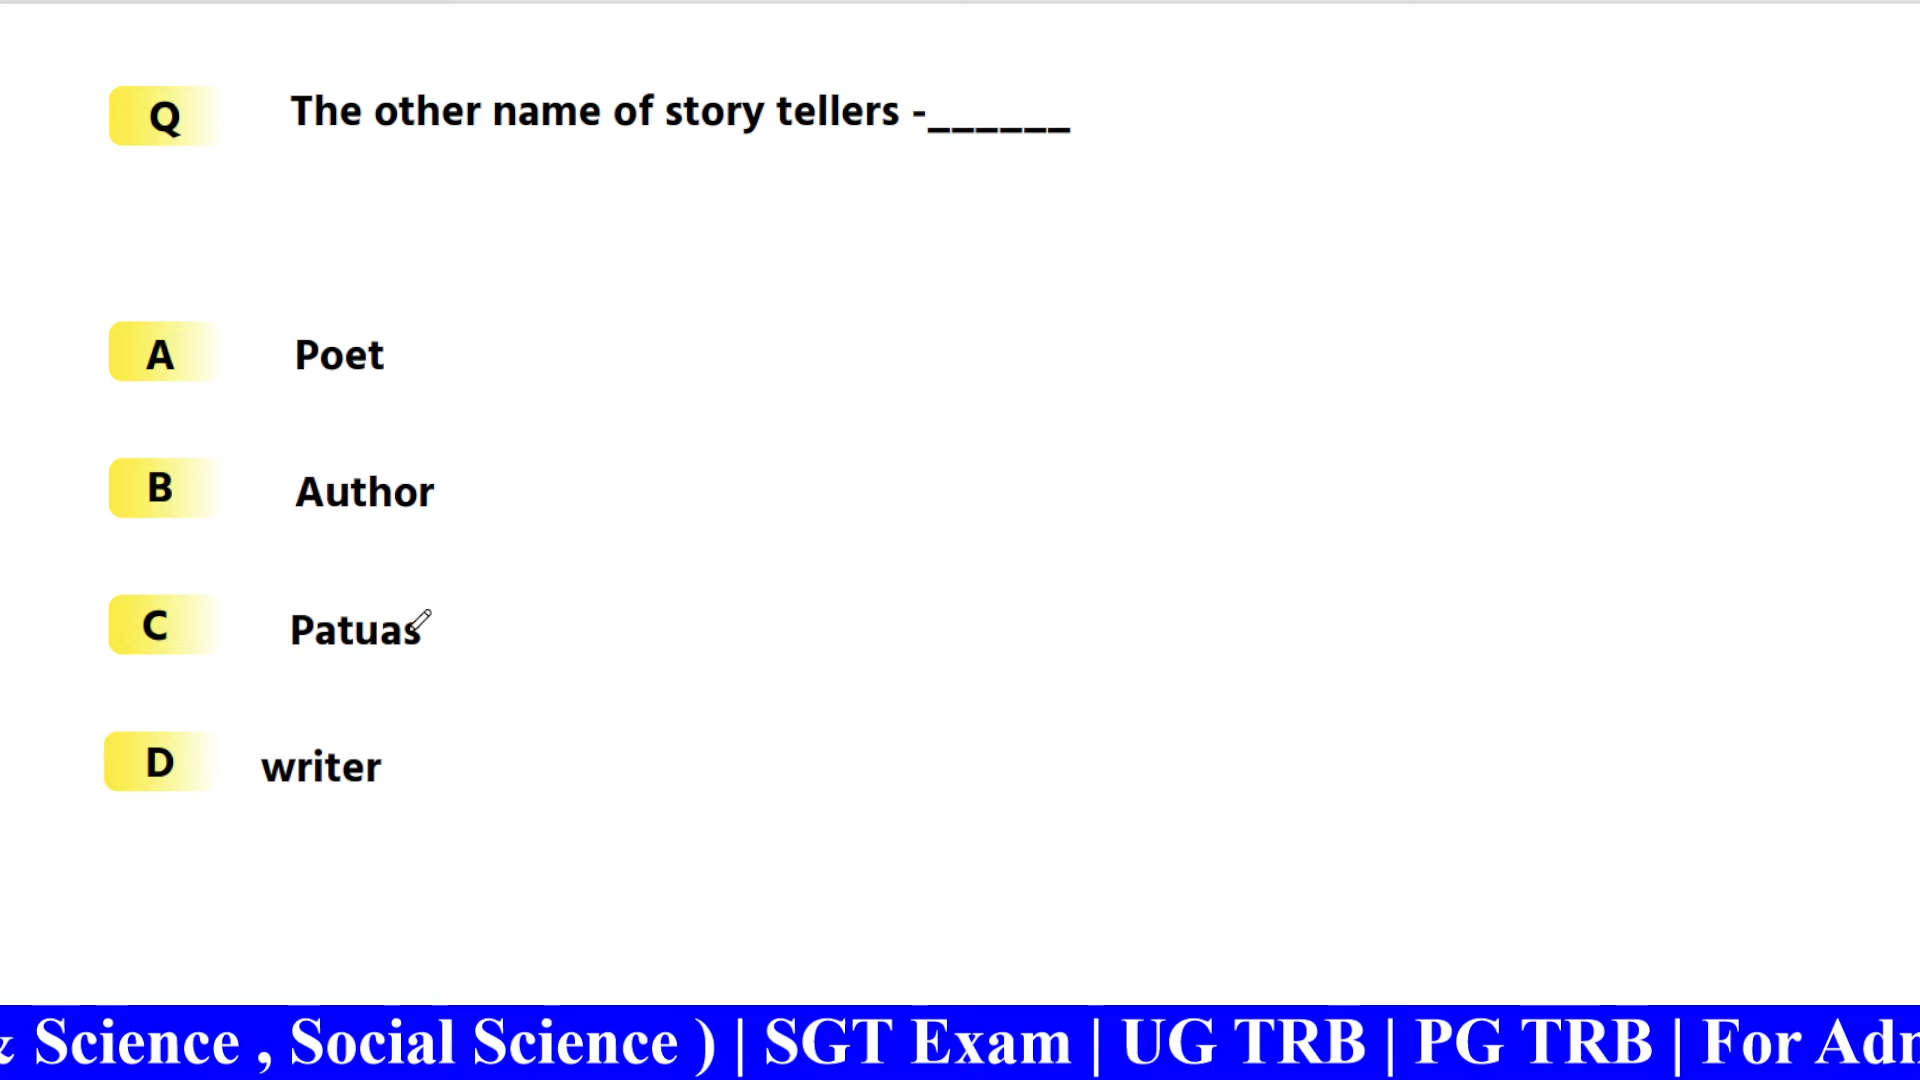 Q The other name of story tellers -______
A Poet
B Author
C Patuas
D writer
& Science , Social Science ) | SGT Exam | UG TRB | PG TRB | For Adm